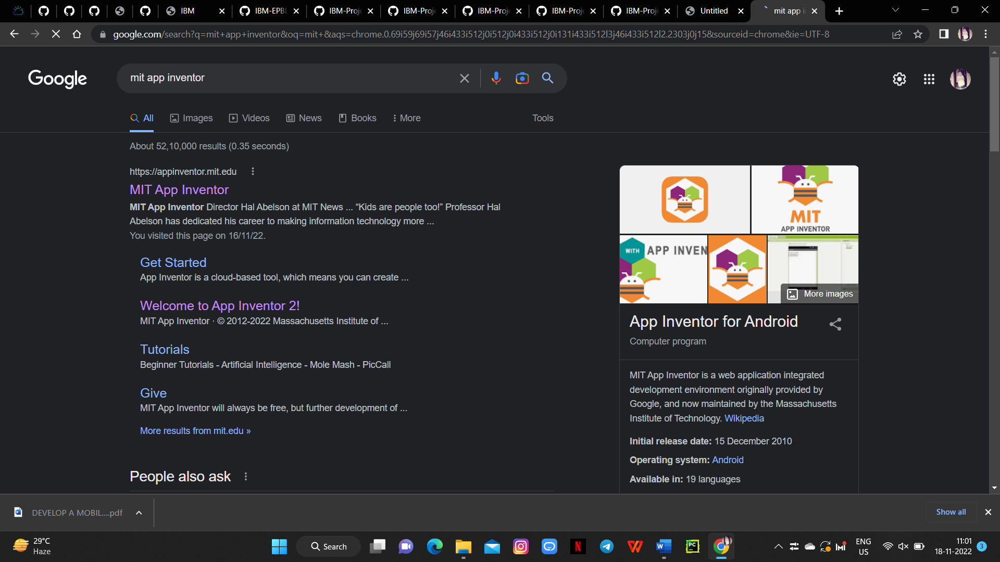 IBM
IBM-EPBL
IBM-Proje
IBM-Proje
IBM-Proje
IBM-Proje
IBM-Proje
Untitled
mit app i
google.com/search?q=mit+app+inventor&oq=mit+&aqs=chrome.0.69i59j69i57j46i433i512j0i512j0i433i512j0i131i433i512l3j46i433i512l2.2303j0j15&sourceid=chrome&ie=UTF-8
Google
mit app inventor
All
Images
Videos
News
Books
More
Tools
About 52,10,000 results (0.35 seconds)
https://appinventor.mit.edu
MIT App Inventor
MIT App Inventor Director Hal Abelson at MIT News ... “Kids are people too!” Professor Hal
Abelson has dedicated his career to making information technology more ...
You visited this page on 16/11/22.
Get Started
App Inventor is a cloud-based tool, which means you can create ...
Welcome to App Inventor 2!
MIT App Inventor · © 2012-2022 Massachusetts Institute of ...
Tutorials
Beginner Tutorials - Artificial Intelligence - Mole Mash - PicCall
Give
MIT App Inventor will always be free, but further development of ...
More results from mit.edu »
People also ask
MIT
APP INVENTOR
WITH
APP INVEN
More images
App Inventor for Android
Computer program
MIT App Inventor is a web application integrated
development environment originally provided by
Google, and now maintained by the Massachusetts
Institute of Technology. Wikipedia
Initial release date: 15 December 2010
Operating system: Android
Available in: 19 languages
DEVELOP A MOBIL....pdf
Show all
29°C
Haze
Search
ENG
US
11:01
18-11-2022
3